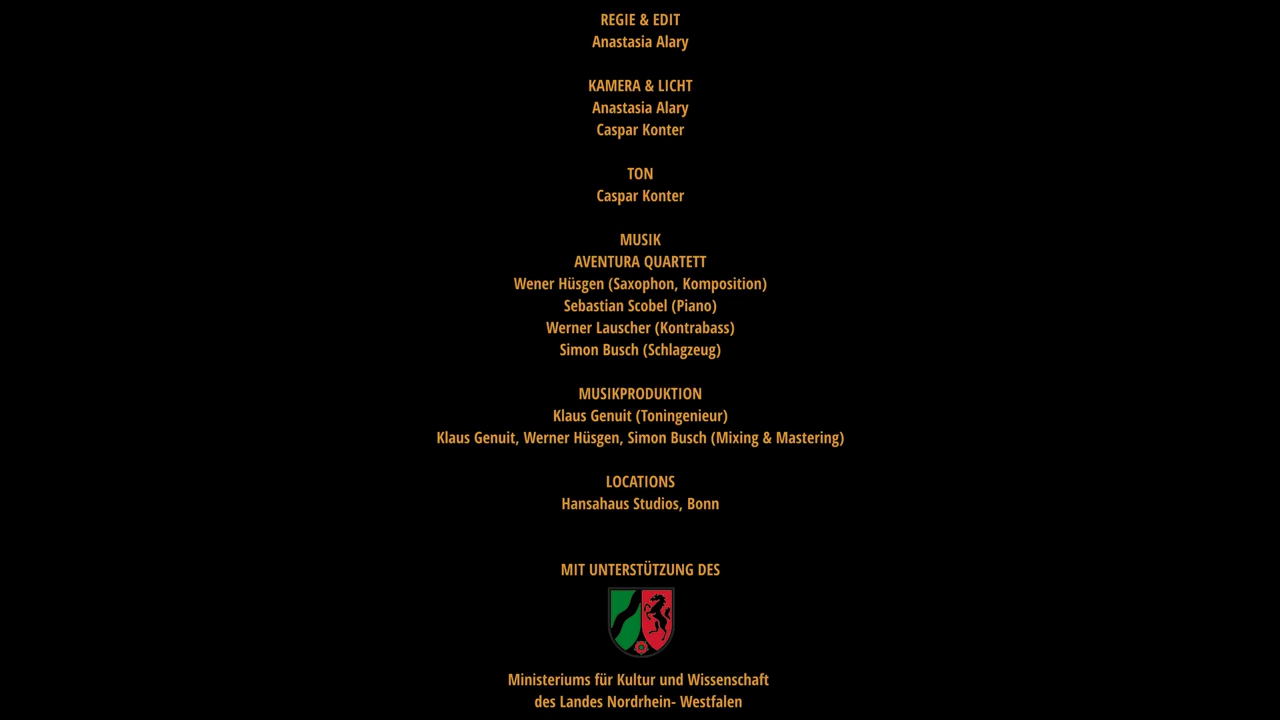 REGIE & EDIT
Anastasia Alary
KAMERA & LICHT
Anastasia Alary
Caspar Konter
TON
Caspar Konter
MUSIK
AVENTURA QUARTETT
Wener Hüsgen (Saxophon, Komposition)
Sebastian Scobel (Piano)
Werner Lauscher (Kontrabass)
Simon Busch (Schlagzeug)
MUSIKPRODUKTION
Klaus Genuit (Toningenieur)
Klaus Genuit, Werner Hüsgen, Simon Busch (Mixing & Mastering)
LOCATIONS
Hansahaus Studios, Bonn
MIT UNTERSTÜTZUNG DES
Ministeriums für Kultur und Wissenschaft
des Landes Nordrhein- Westfalen